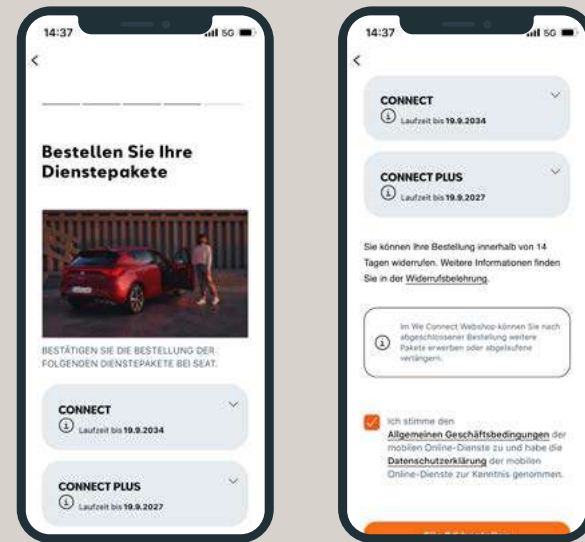 14:37
5G
Bestellen Sie Ihre
Dienstepakete
BESTÄTIGEN SIE DIE BESTELLUNG DER
FOLGENDEN DIENSTEPAKETE BEI SEAT.
CONNECT
Laufzeit bis 19.9.2034
CONNECT PLUS
Laufzeit bis 19.9.2027
14:37
5G
CONNECT
Laufzeit bis 19.9.2034
CONNECT PLUS
Laufzeit bis 19.9.2027
Sie können Ihre Bestellung innerhalb von 14
Tagen widerrufen. Weitere Informationen finden
Sie in der Widerrufsbelehrung.
Im We Connect Webshop können Sie nach
abgeschlossener Bestellung weitere
Pakete erwerben oder abgelaufene
verlängern.
Ich stimme den
Allgemeinen Geschäftsbedingungen der
mobilen Online-Dienste zu und habe die
Datenschutzerklärung der mobilen
Online-Dienste zur Kenntnis genommen.